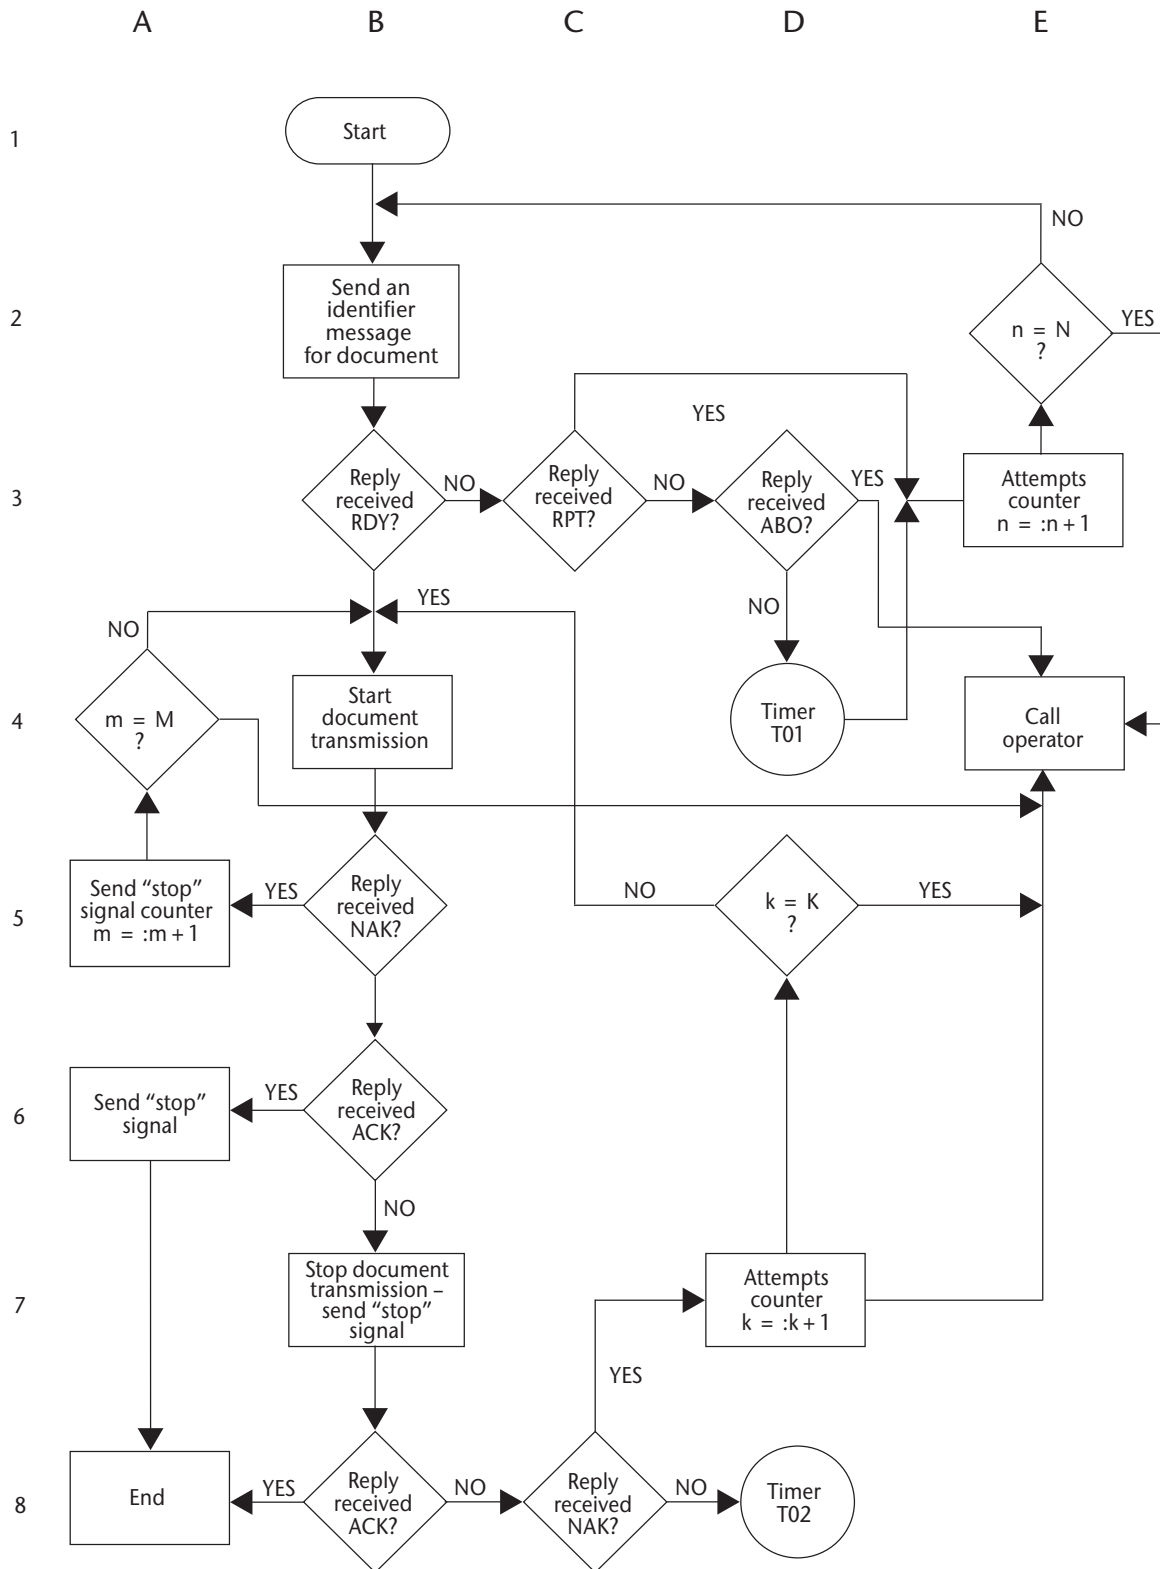 A B C D E
1
Start
NO
2
Send an
identifier
message
for document
n = N
?
YES
YES
3
Reply
received
RDY?
NO
Reply
received
RPT?
NO
Reply
received
ABO?
YES
Attempts
counter
n = :n + 1
NO
YES
NO
4
m = M
?
Start
document
transmission
Timer
T01
Call
operator
5
Send “stop”
signal counter
m = :m + 1
YES
Reply
received
NAK?
NO
k = K
?
YES
6
Send “stop”
signal
YES
Reply
received
ACK?
NO
7
Stop document
transmission –
send “stop”
signal
Attempts
counter
k = :k + 1
YES
8
End
YES
Reply
received
ACK?
NO
Reply
received
NAK?
NO
Timer
T02